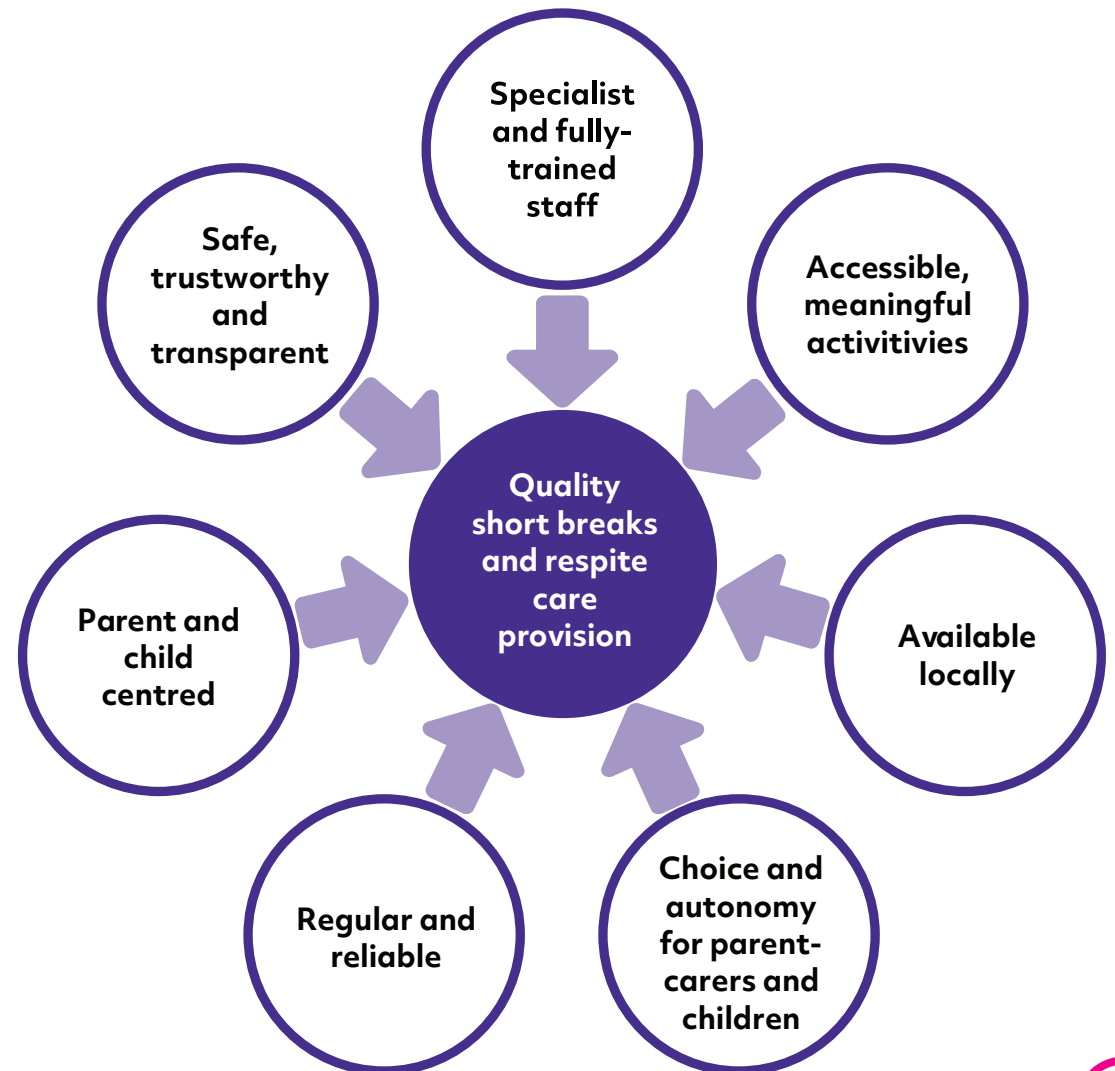 Specialist
and fully-
trained
staff
Safe,
trustworthy
and
transparent
Accessible,
meaningful
activitivies
Quality
short breaks
and respite
care
provision
Parent and
child
centred
Available
locally
Regular and
reliable
Choice and
autonomy
for parent-
carers and
children